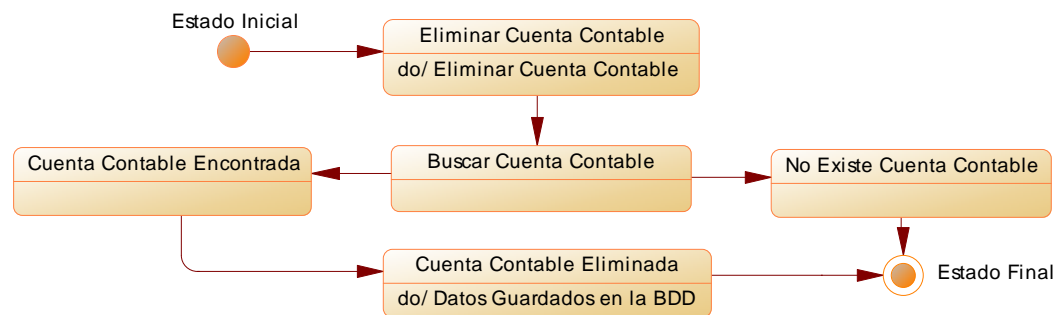 Estado Inicial
Eliminar Cuenta Contable
do/ Eliminar Cuenta Contable
Cuenta Contable Encontrada
Buscar Cuenta Contable
No Existe Cuenta Contable
Cuenta Contable Eliminada
do/ Datos Guardados en la BDD
Estado Final